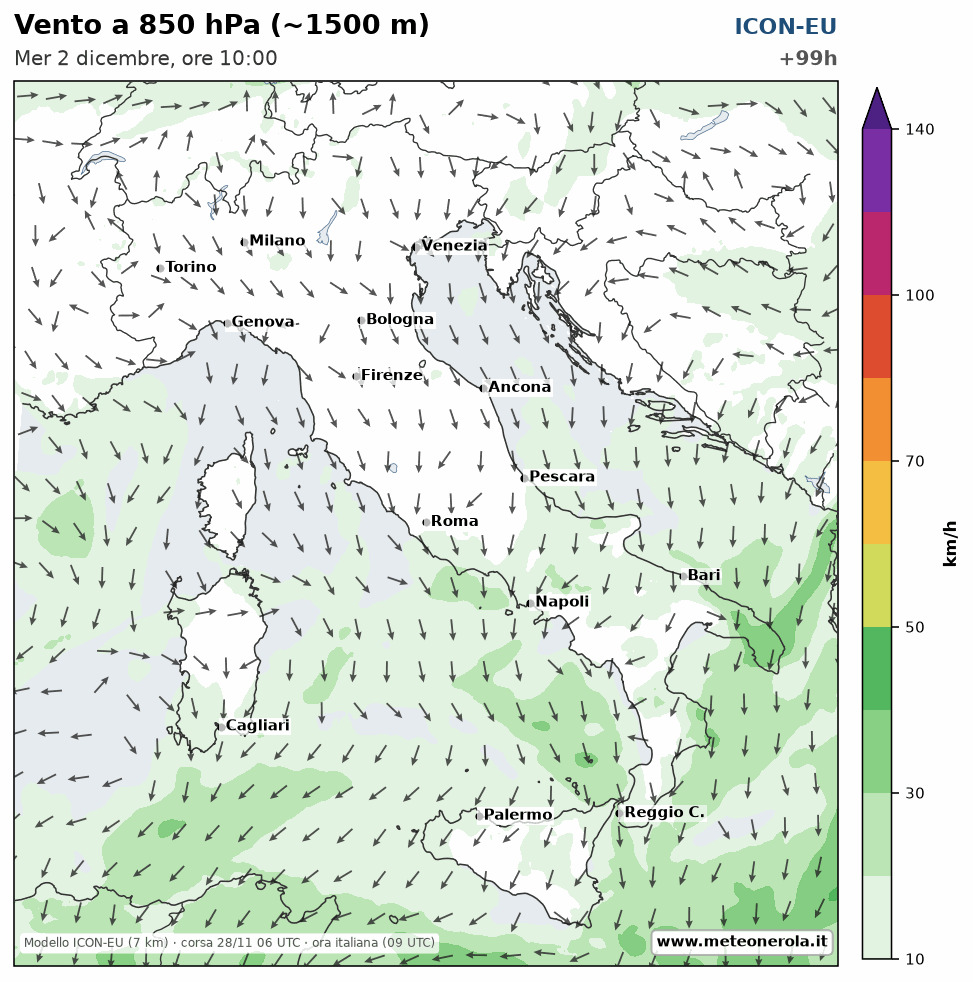 Vento a 850 hPa (~1500 m)
ICON-EU
Mer 2 dicembre, ore 10:00
+99h
Milano
Venezia
Torino
Genova
Bologna
Firenze
Ancona
Pescara
Roma
Bari
Napoli
Cagliari
Palermo
Reggio C.
140
100
70
50
30
10
km/h
Modello ICON-EU (7 km) · corsa 28/11 06 UTC · ora italiana (09 UTC)
www.meteonerola.it